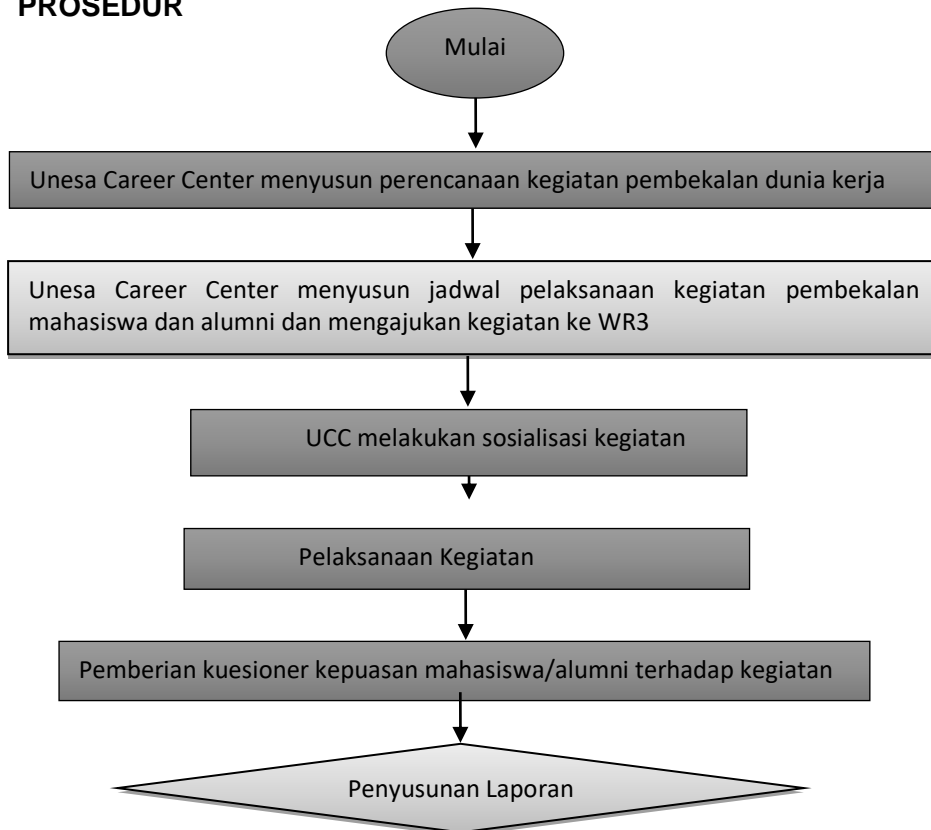 PROSEDUR
Mulai
Unesa Career Center menyusun perencanaan kegiatan pembekalan dunia kerja
Unesa Career Center menyusun jadwal pelaksanaan kegiatan pembekalan
mahasiswa dan alumni dan mengajukan kegiatan ke WR3
UCC melakukan sosialisasi kegiatan
Pelaksanaan Kegiatan
Pemberian kuesioner kepuasan mahasiswa/alumni terhadap kegiatan
Penyusunan Laporan